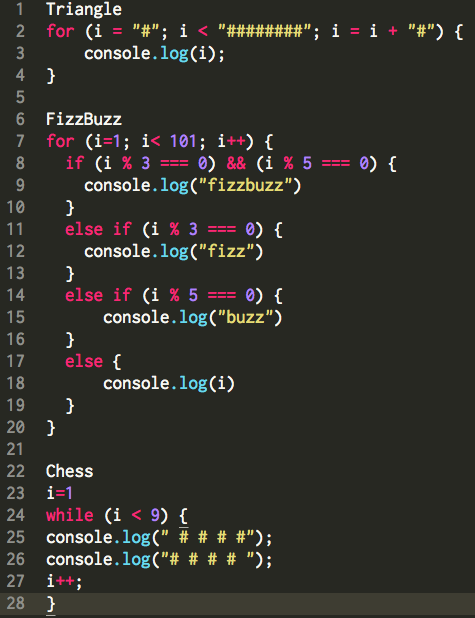 1 Triangle
2 for (i = "#"; i < "########"; i = i + "#") {
3     console.log(i);
4 }
5
6 FizzBuzz
7 for (i=1; i< 101; i++) {
8   if (i % 3 === 0) && (i % 5 === 0) {
9     console.log("fizzbuzz")
10   }
11   else if (i % 3 === 0) {
12     console.log("fizz")
13   }
14   else if (i % 5 === 0) {
15       console.log("buzz")
16   }
17   else {
18       console.log(i)
19   }
20 }
21
22 Chess
23 i=1
24 while (i < 9) {
25 console.log(" # # # #");
26 console.log("# # # # ");
27 i++;
28 }